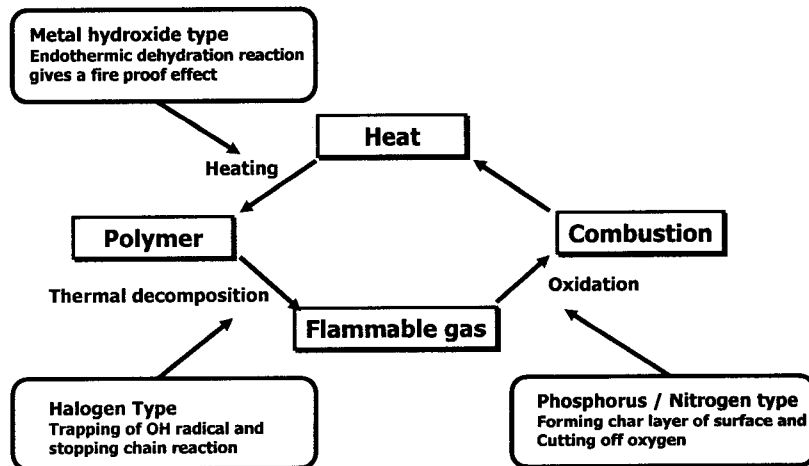 Metal hydroxide type
Endothermic dehydration reaction
gives a fire proof effect
Heat
Heating
Polymer
Combustion
Thermal decomposition
Oxidation
Flammable gas
Halogen Type
Trapping of OH radical and
stopping chain reaction
Phosphorus / Nitrogen type
Forming char layer of surface and
Cutting off oxygen